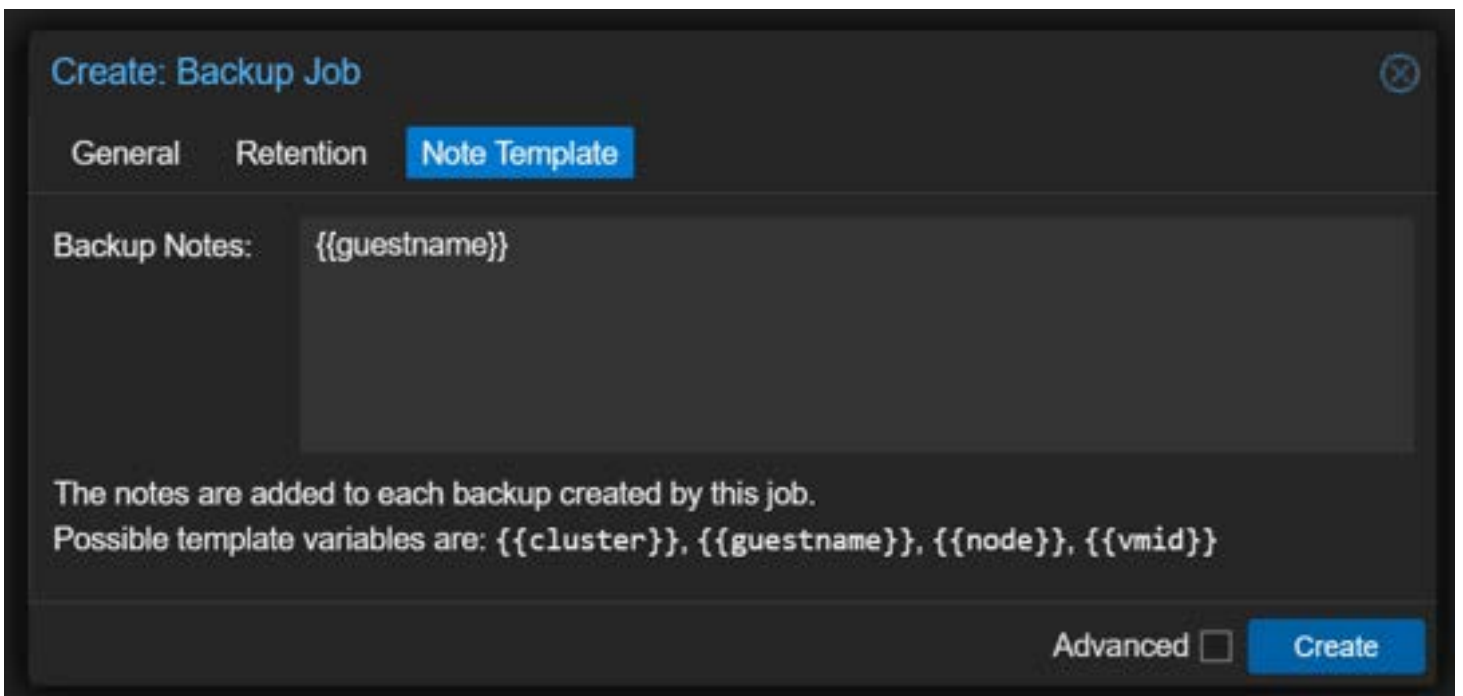 Create: Backup Job
General Retention Note Template
Backup Notes: {{guestname}}
The notes are added to each backup created by this job.
Possible template variables are: {{cluster}}, {{guestname}}, {{node}}, {{vmid}}
Advanced Create